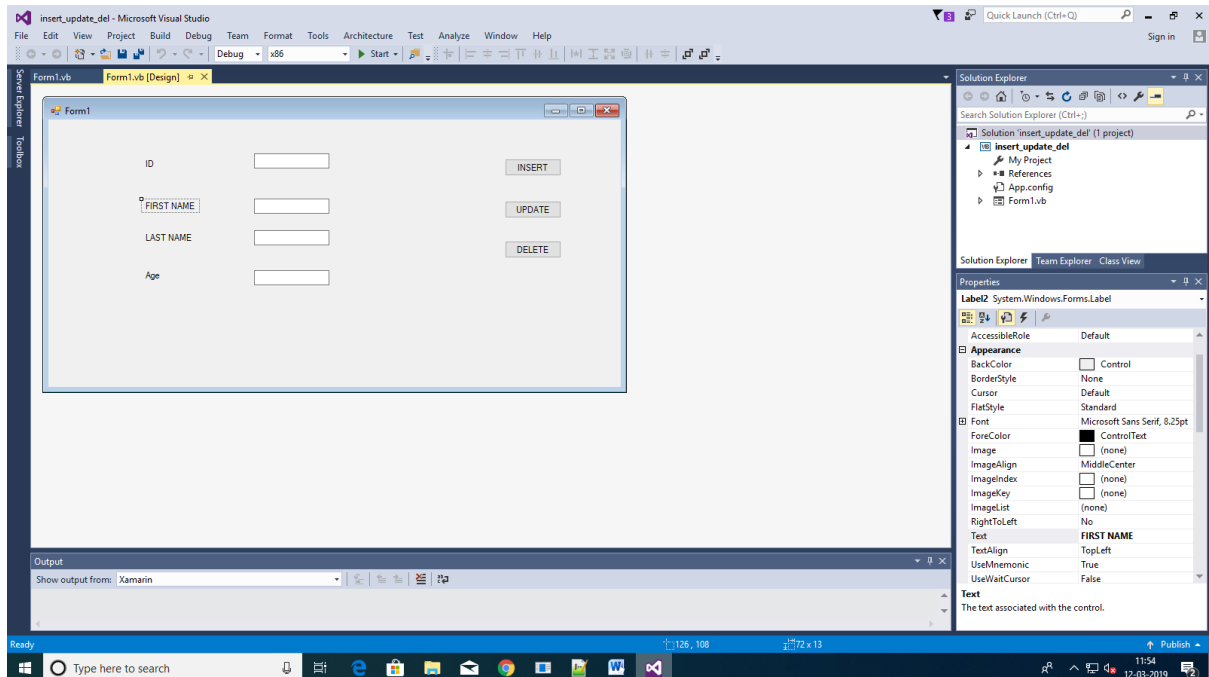 insert_update_del - Microsoft Visual Studio
3
Quick Launch (Ctrl+Q)
File Edit View Project Build Debug Team Format Tools Architecture Test Analyze Window Help
Sign in
Debug x86 Start
Server Explorer
Toolbox
Form1.vb Form1.vb [Design]
Form1
ID
INSERT
FIRST NAME
UPDATE
LAST NAME
DELETE
Age
Solution Explorer
Search Solution Explorer (Ctrl+;)
Solution 'insert_update_del' (1 project)
VB insert_update_del
My Project
References
App.config
Form1.vb
Solution Explorer Team Explorer Class View
Properties
Label2 System.Windows.Forms.Label
AccessibleRole Default
Appearance
BackColor Control
BorderStyle None
Cursor Default
FlatStyle Standard
Font Microsoft Sans Serif, 8.25pt
ForeColor ControlText
Image (none)
ImageAlign MiddleCenter
ImageIndex (none)
ImageKey (none)
ImageList (none)
RightToLeft No
Text FIRST NAME
TextAlign TopLeft
UseMnemonic True
UseWaitCursor False
Text
The text associated with the control.
Output
Show output from: Xamarin
Ready
126 , 108
72 x 13
Publish
Type here to search
11:54
12-03-2019
2